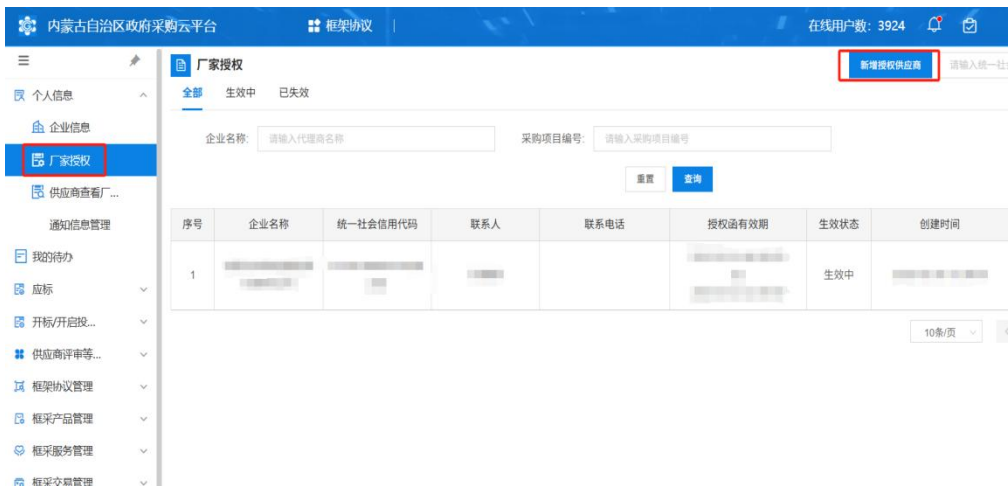 内蒙古自治区政府采购云平台 框架协议 在线用户数：3924
厂家授权 新增授权供应商 请输入统一社
全部 生效中 已失效
个人信息
企业信息
厂家授权
供应商查看厂...
通知信息管理
我的待办
应标
开标/开启投...
供应商评审等...
框架协议管理
框采产品管理
框采服务管理
框采交易管理
企业名称: 请输入代理商名称 采购项目编号: 请输入采购项目编号
重置 查询
序号 企业名称 统一社会信用代码 联系人 联系电话 授权函有效期 生效状态 创建时间
1 生效中
10条/页